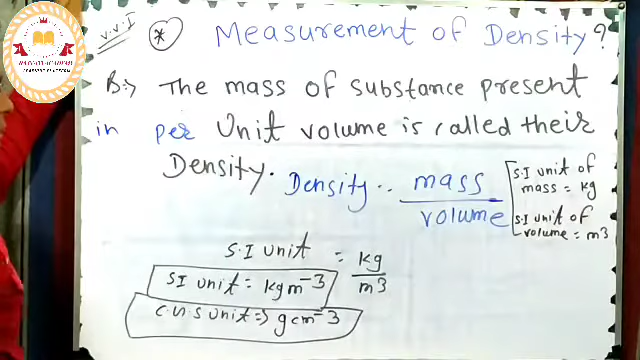 V.V.I * Measurement of Density?
B:→ The mass of substance present
in per Unit volume is called their
Density.
Density.. mass
volume
S.I unit of
mass = kg
S.I unit of
volume = m3
S.I unit = kg
m3
SI unit = kgm-3
C.G.S unit => gcm-3